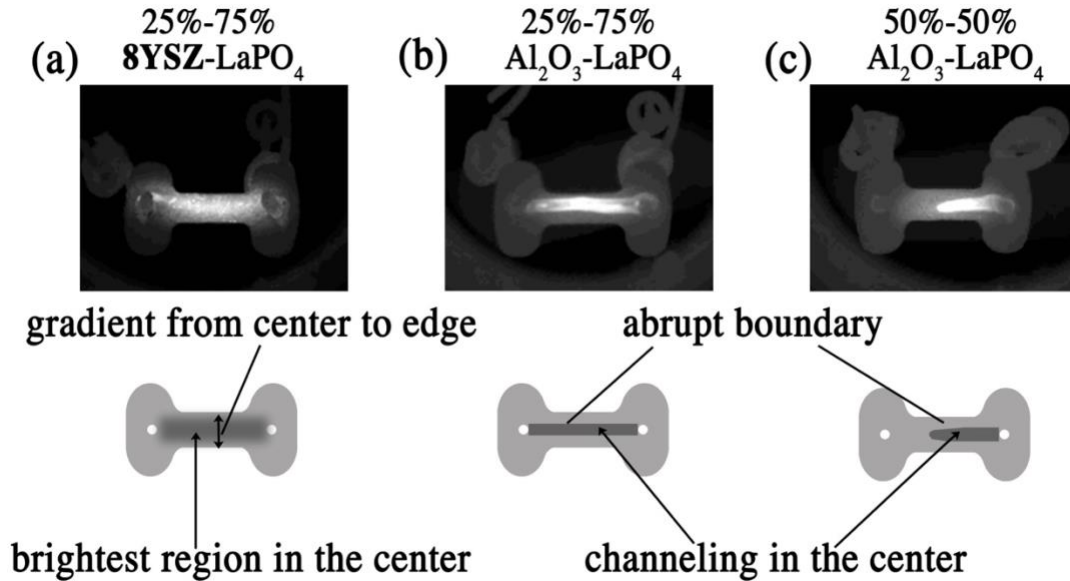 25%-75%
(a) 8YSZ-LaPO₄
25%-75%
(b) Al₂O₃-LaPO₄
50%-50%
(c) Al₂O₃-LaPO₄
gradient from center to edge
abrupt boundary
brightest region in the center
channeling in the center